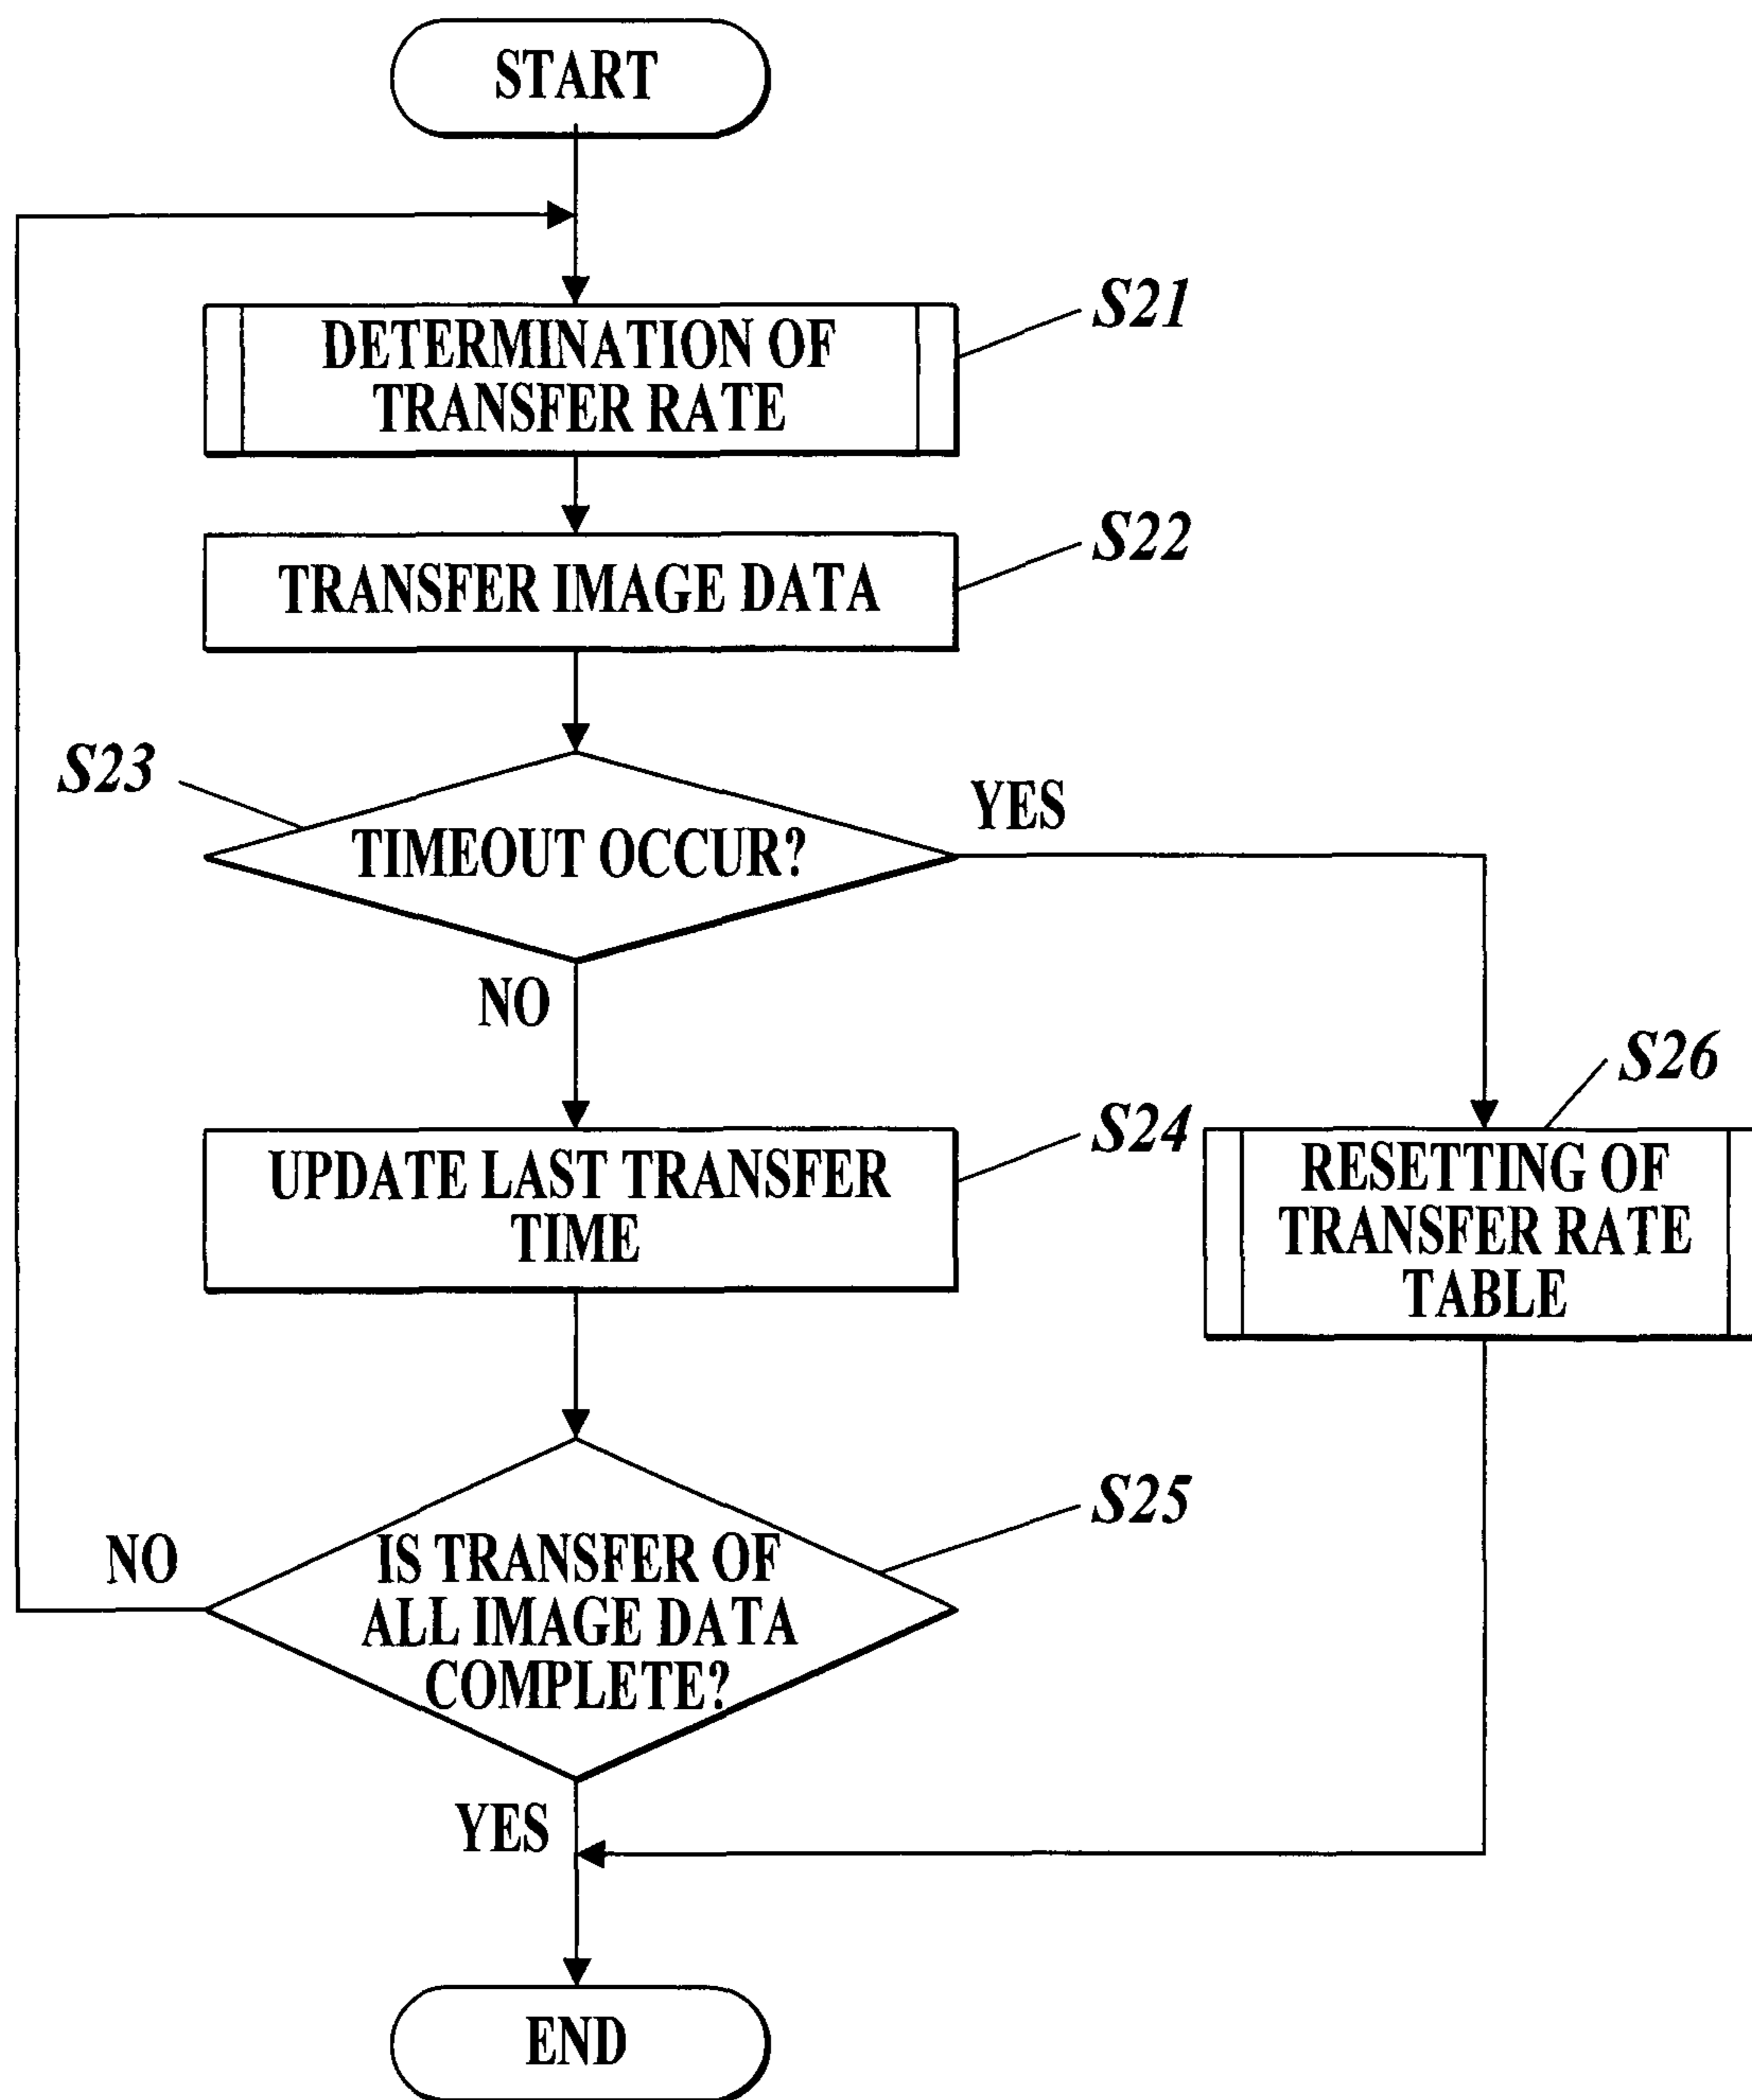 START
S21
DETERMINATION OF
TRANSFER RATE
S22
TRANSFER IMAGE DATA
S23
YES
TIMEOUT OCCUR?
NO
S26
S24
UPDATE LAST TRANSFER
TIME
RESETTING OF
TRANSFER RATE
TABLE
S25
NO
IS TRANSFER OF
ALL IMAGE DATA
COMPLETE?
YES
END